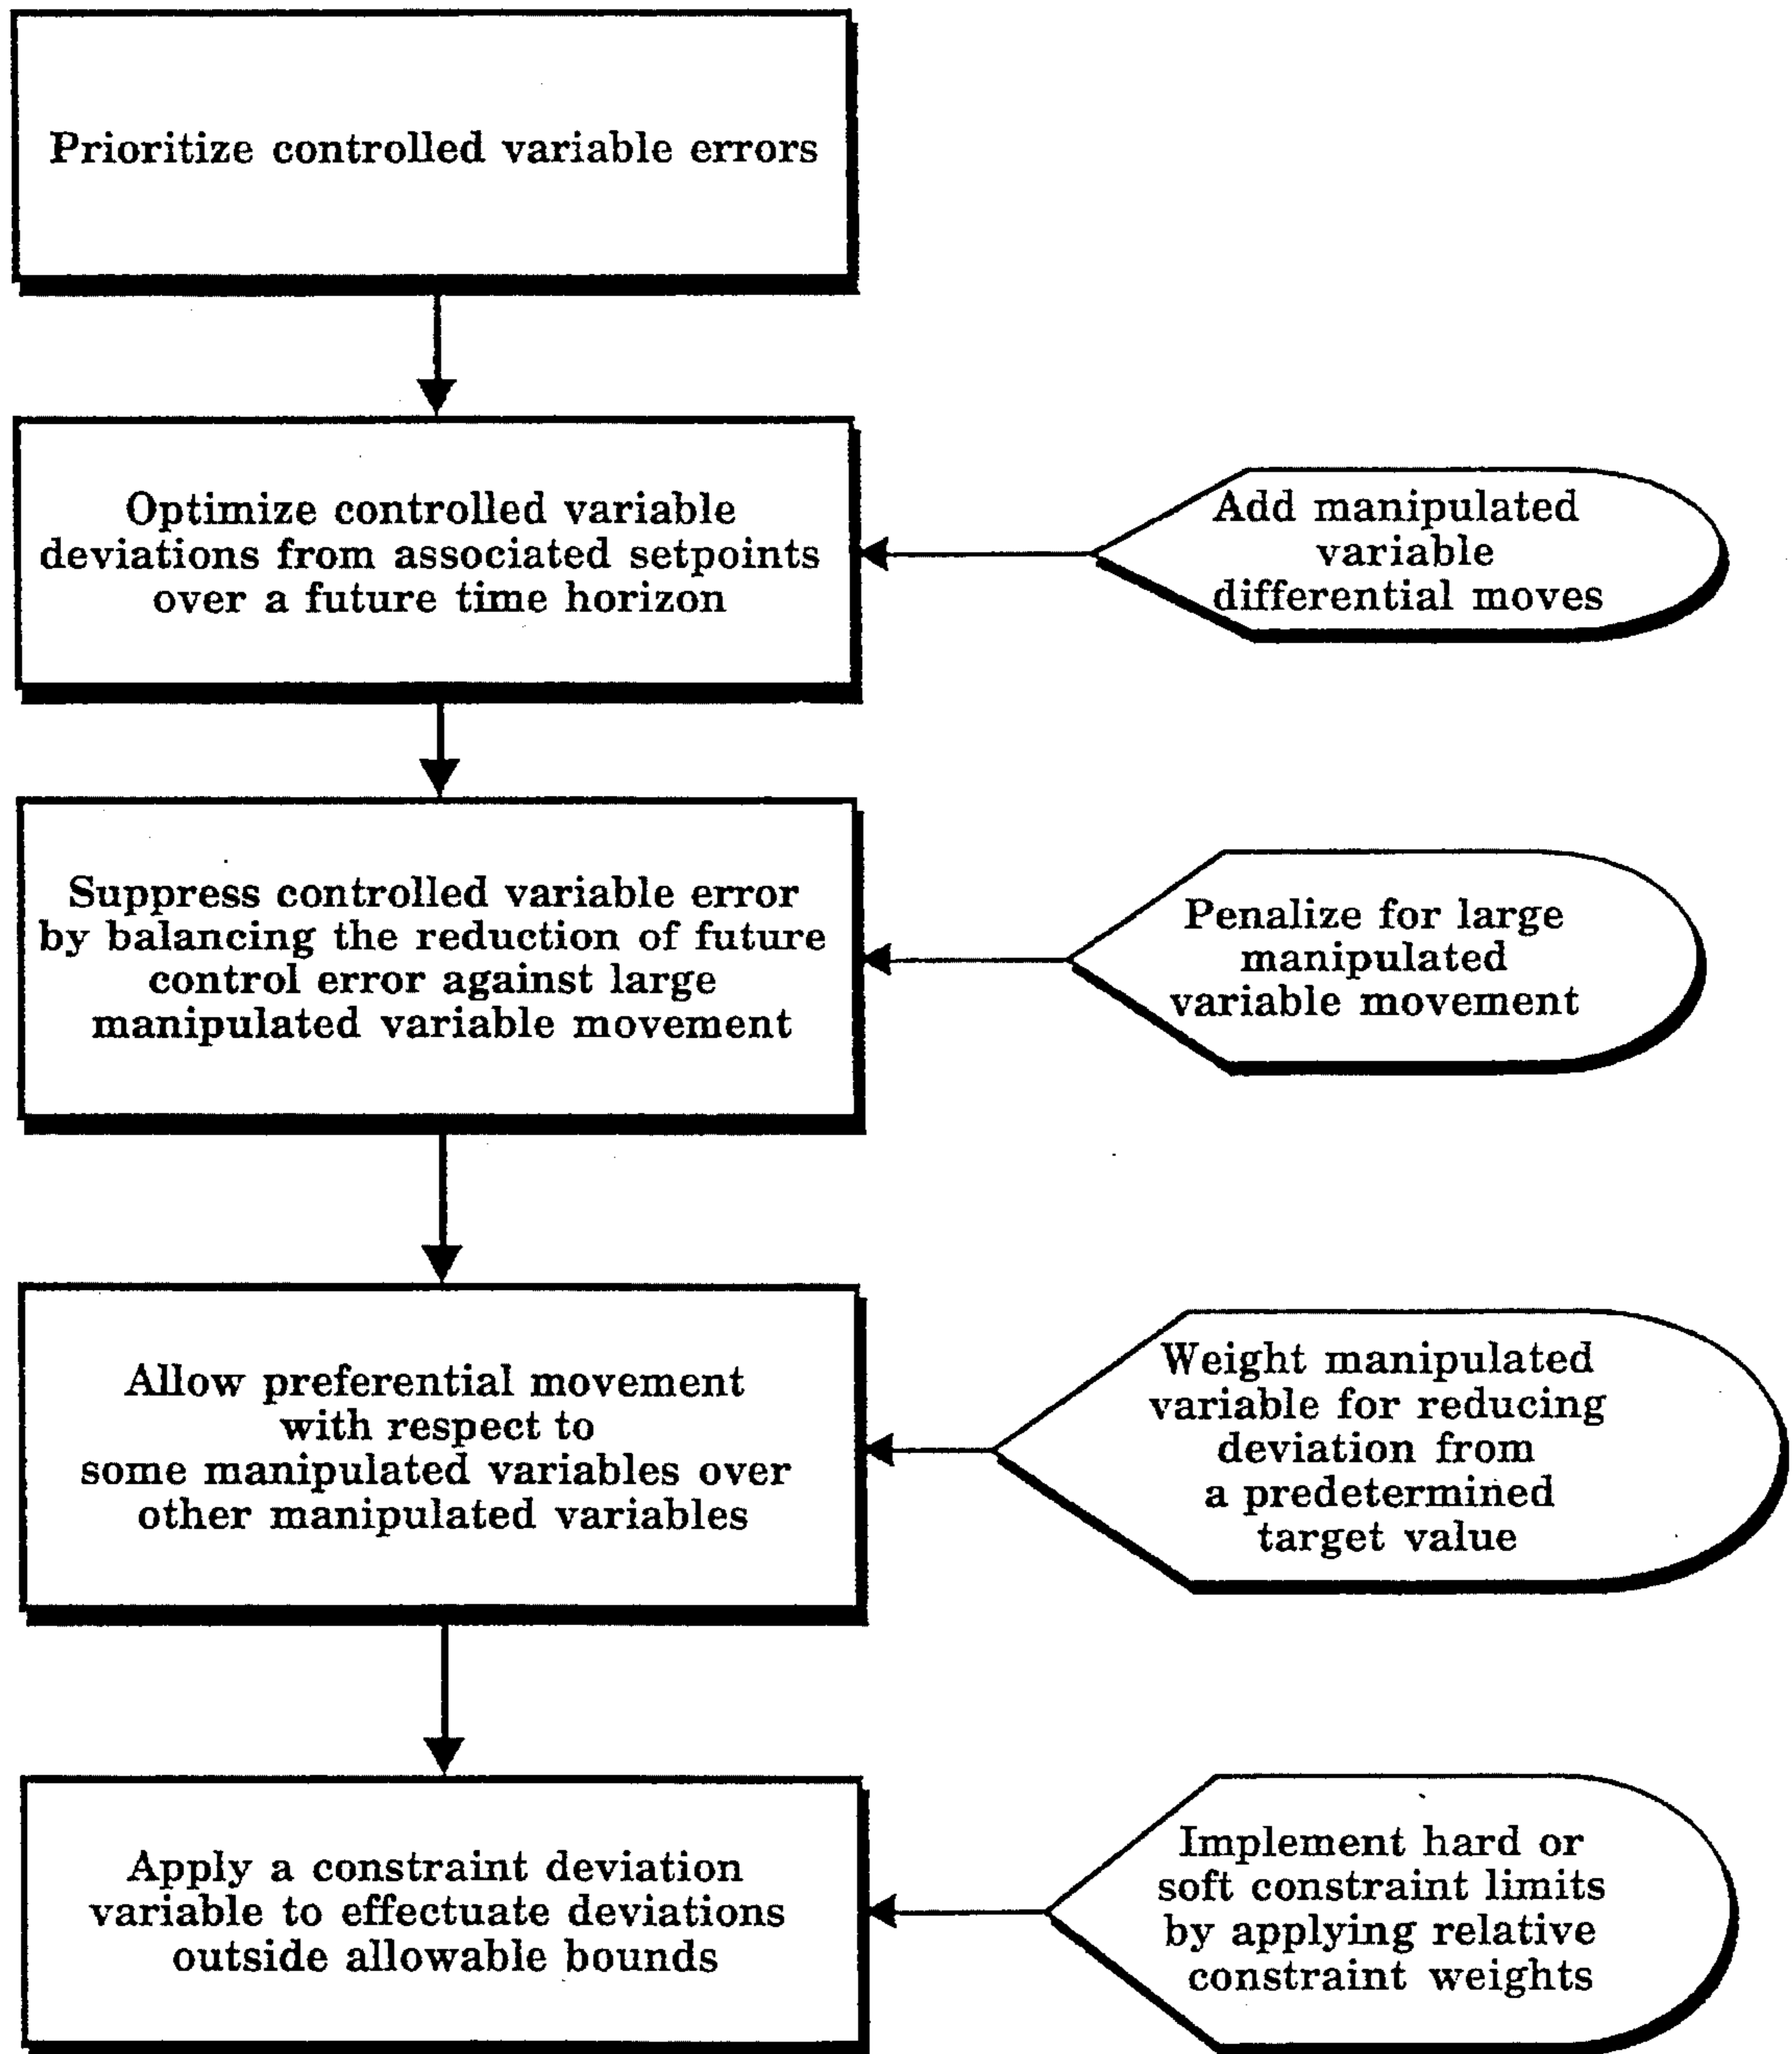 Prioritize controlled variable errors
Optimize controlled variable
deviations from associated setpoints
over a future time horizon
Add manipulated
variable
differential moves
Suppress controlled variable error
by balancing the reduction of future
control error against large
manipulated variable movement
Penalize for large
manipulated
variable movement
Allow preferential movement
with respect to
some manipulated variables over
other manipulated variables
Weight manipulated
variable for reducing
deviation from
a predetermined
target value
Apply a constraint deviation
variable to effectuate deviations
outside allowable bounds
Implement hard or
soft constraint limits
by applying relative
constraint weights